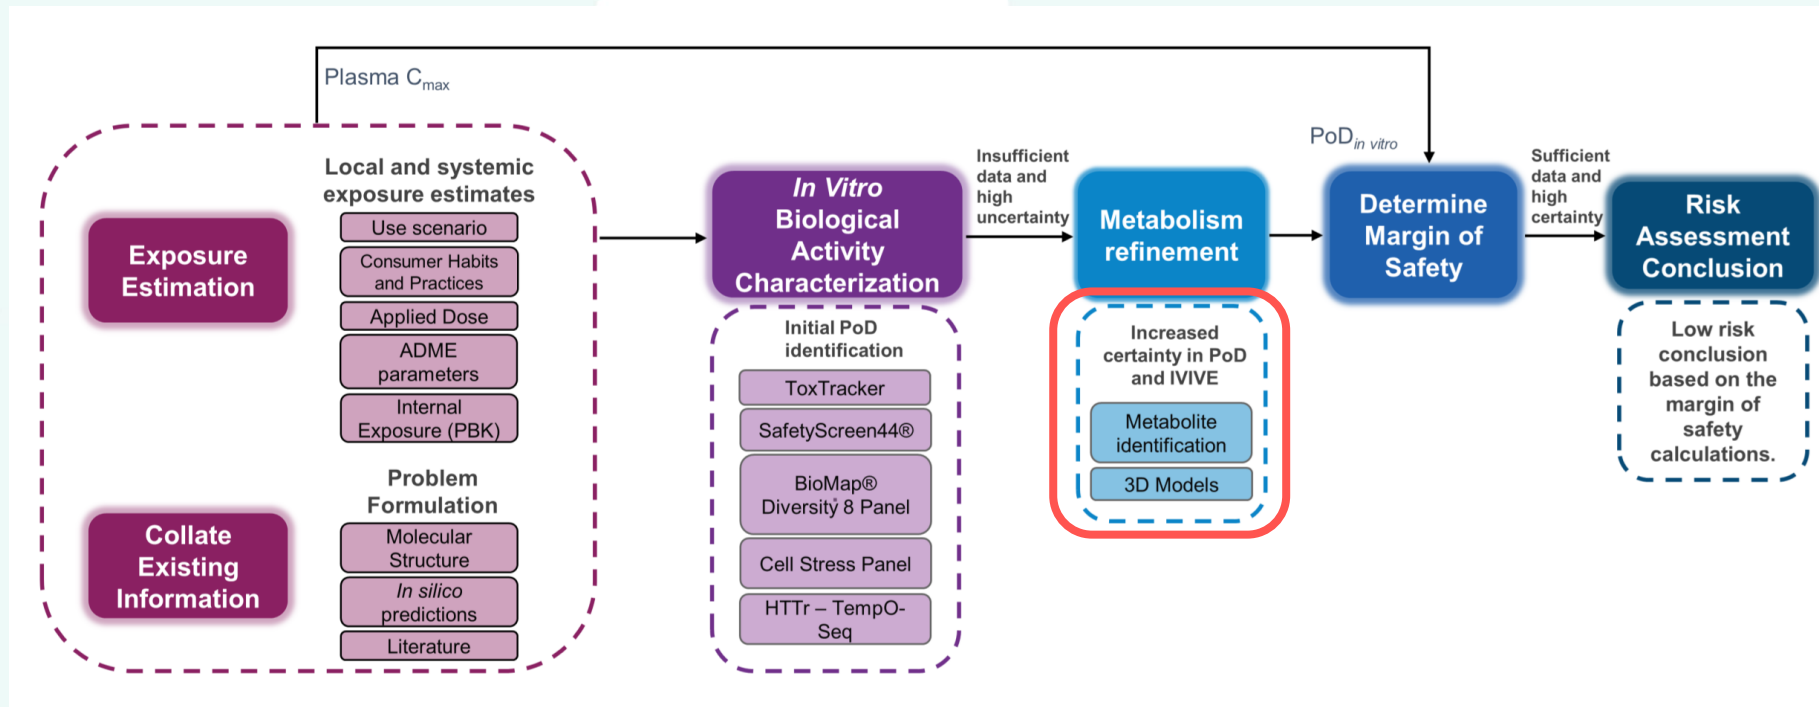 Plasma Cmax
Local and systemic
exposure estimates
Exposure
Estimation
Use scenario
Consumer Habits
and Practices
Applied Dose
ADME
parameters
Internal
Exposure (PBK)
Problem
Formulation
Collate
Existing
Information
Molecular
Structure
In silico
predictions
Literature
In Vitro
Biological
Activity
Characterization
Initial PoD
identification
ToxTracker
SafetyScreen44®
BioMap®
Diversity 8 Panel
Cell Stress Panel
HTTr – TempO-
Seq
Insufficient
data and
high
uncertainty
Metabolism
refinement
Increased
certainty in PoD
and IVIVE
Metabolite
identification
3D Models
PoDin vitro
Determine
Margin of
Safety
Sufficient
data and
high
certainty
Risk
Assessment
Conclusion
Low risk
conclusion
based on the
margin of
safety
calculations.